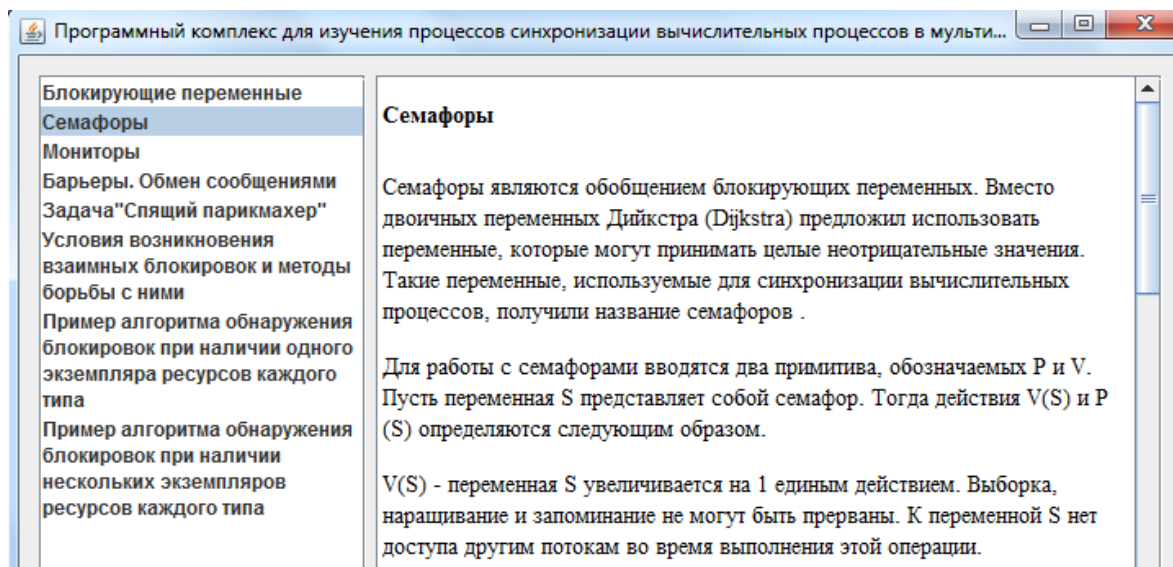 Программный комплекс для изучения процессов синхронизации вычислительных процессов в мульти...
Блокирующие переменные
Семафоры
Мониторы
Барьеры. Обмен сообщениями
Задача"Спящий парикмахер"
Условия возникновения
взаимных блокировок и методы
борьбы с ними
Пример алгоритма обнаружения
блокировок при наличии одного
экземпляра ресурсов каждого
типа
Пример алгоритма обнаружения
блокировок при наличии
нескольких экземпляров
ресурсов каждого типа
Семафоры
Семафоры являются обобщением блокирующих переменных. Вместо
двоичных переменных Дийкстра (Dijkstra) предложил использовать
переменные, которые могут принимать целые неотрицательные значения.
Такие переменные, используемые для синхронизации вычислительных
процессов, получили название семафоров .
Для работы с семафорами вводятся два примитива, обозначаемых P и V.
Пусть переменная S представляет собой семафор. Тогда действия V(S) и P
(S) определяются следующим образом.
V(S) - переменная S увеличивается на 1 единым действием. Выборка,
наращивание и запоминание не могут быть прерваны. К переменной S нет
доступа другим потокам во время выполнения этой операции.